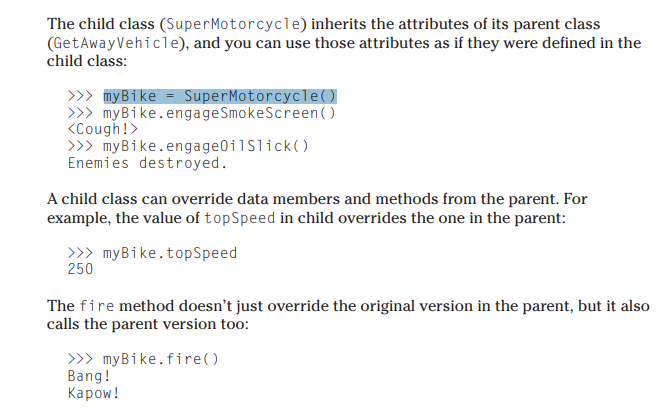 The child class (SuperMotorcycle) inherits the attributes of its parent class
(GetAwayVehicle), and you can use those attributes as if they were defined in the
child class:
>>> myBike = SuperMotorcycle()
>>> myBike.engageSmokeScreen()
<Cough!>
>>> myBike.engageOilSlick()
Enemies destroyed.
A child class can override data members and methods from the parent. For
example, the value of topSpeed in child overrides the one in the parent:
>>> myBike.topSpeed
250
The fire method doesn’t just override the original version in the parent, but it also
calls the parent version too:
>>> myBike.fire()
Bang!
Kapow!